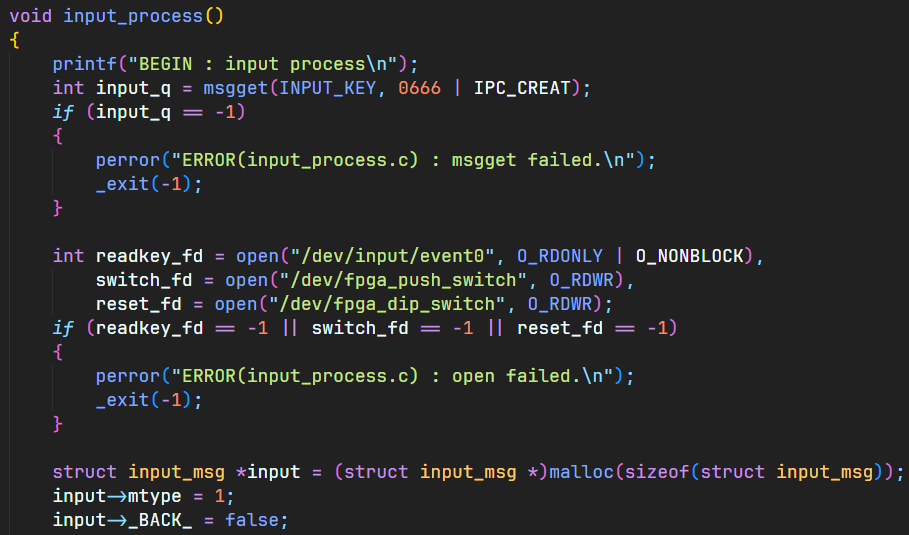 void input_process()
{
    printf("BEGIN : input process\n");
    int input_q = msgget(INPUT_KEY, 0666 | IPC_CREAT);
    if (input_q == -1)
    {
        perror("ERROR(input_process.c) : msgget failed.\n");
        _exit(-1);
    }

    int readkey_fd = open("/dev/input/event0", O_RDONLY | O_NONBLOCK),
        switch_fd = open("/dev/fpga_push_switch", O_RDWR),
        reset_fd = open("/dev/fpga_dip_switch", O_RDWR);
    if (readkey_fd == -1 || switch_fd == -1 || reset_fd == -1)
    {
        perror("ERROR(input_process.c) : open failed.\n");
        _exit(-1);
    }

    struct input_msg *input = (struct input_msg *)malloc(sizeof(struct input_msg));
    input->mtype = 1;
    input->_BACK_ = false;